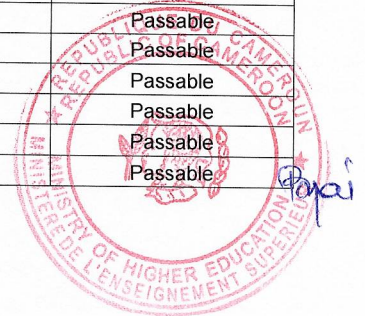 Passable
Passable
Passable
Passable
Passable
Passable
REPUBLIQUE DU CAMEROUN
REPUBLIC OF CAMEROON
MINISTRY OF HIGHER EDUCATION
MINISTERE DE L'ENSEIGNEMENT SUPERIEUR